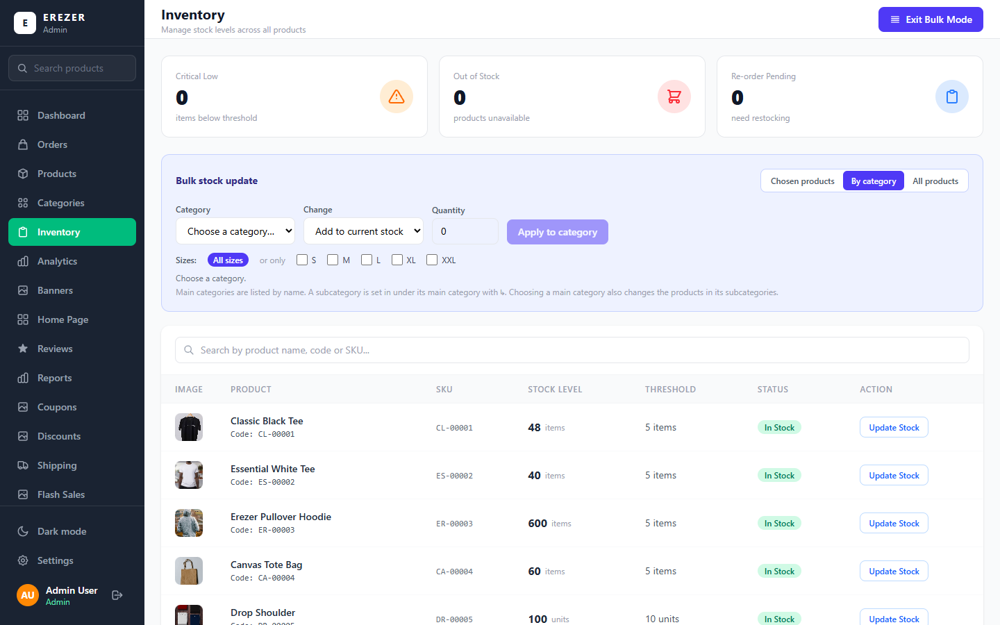 E
EREZER
Admin
Search products
Dashboard
Orders
Products
Categories
Inventory
Analytics
Banners
Home Page
Reviews
Reports
Coupons
Discounts
Shipping
Flash Sales
Dark mode
Settings
AU
Admin User
Admin
Inventory
Manage stock levels across all products
Exit Bulk Mode
Critical Low
0
items below threshold
Out of Stock
0
products unavailable
Re-order Pending
0
need restocking
Bulk stock update
Chosen products By category All products
Category Change Quantity
Choose a category... Add to current stock 0 Apply to category
Sizes: All sizes or only S M L XL XXL
Choose a category.
Main categories are listed by name. A subcategory is set in under its main category with ↳. Choosing a main category also changes the products in its subcategories.
Search by product name, code or SKU...
IMAGE PRODUCT SKU STOCK LEVEL THRESHOLD STATUS ACTION
Classic Black Tee
Code: CL-00001
CL-00001 48 items 5 items In Stock Update Stock
Essential White Tee
Code: ES-00002
ES-00002 40 items 5 items In Stock Update Stock
Erezer Pullover Hoodie
Code: ER-00003
ER-00003 600 items 5 items In Stock Update Stock
Canvas Tote Bag
Code: CA-00004
CA-00004 60 items 5 items In Stock Update Stock
Drop Shoulder
Code: DR-00005
DR-00005 100 units 10 units In Stock Update Stock